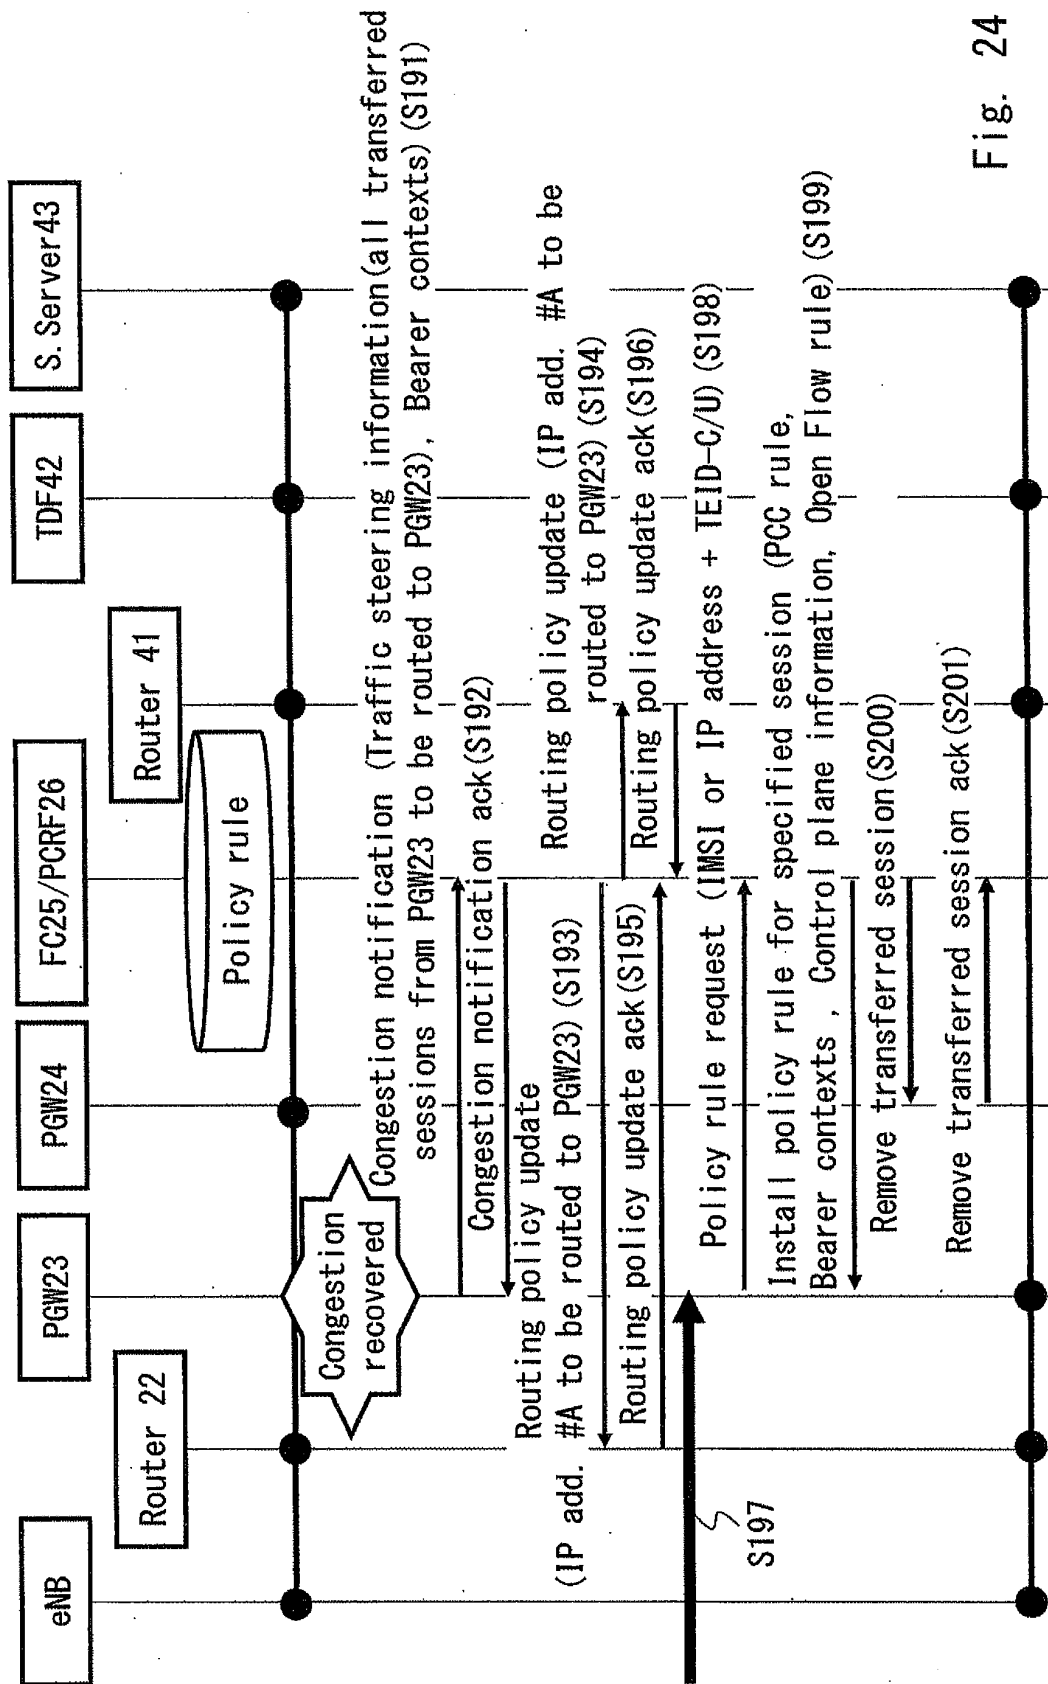 eNB
Router 22
PGW23
PGW24
FC25/PCRF26
Router 41
TDF42
S.Server43
Policy rule
Congestion
recovered
Congestion notification (Traffic steering information(all transferred
sessions from PGW23 to be routed to PGW23), Bearer contexts)(S191)
Congestion notification ack(S192)
Routing policy update
(IP add. #A to be routed to PGW23)(S193)
Routing policy update (IP add. #A to be
routed to PGW23)(S194)
Routing policy update ack(S195)
Routing policy update ack(S196)
S197
Policy rule request (IMSI or IP address + TEID-C/U)(S198)
Install policy rule for specified session (PCC rule,
Bearer contexts , Control plane information, Open Flow rule)(S199)
Remove transferred session(S200)
Remove transferred session ack(S201)
Fig. 24